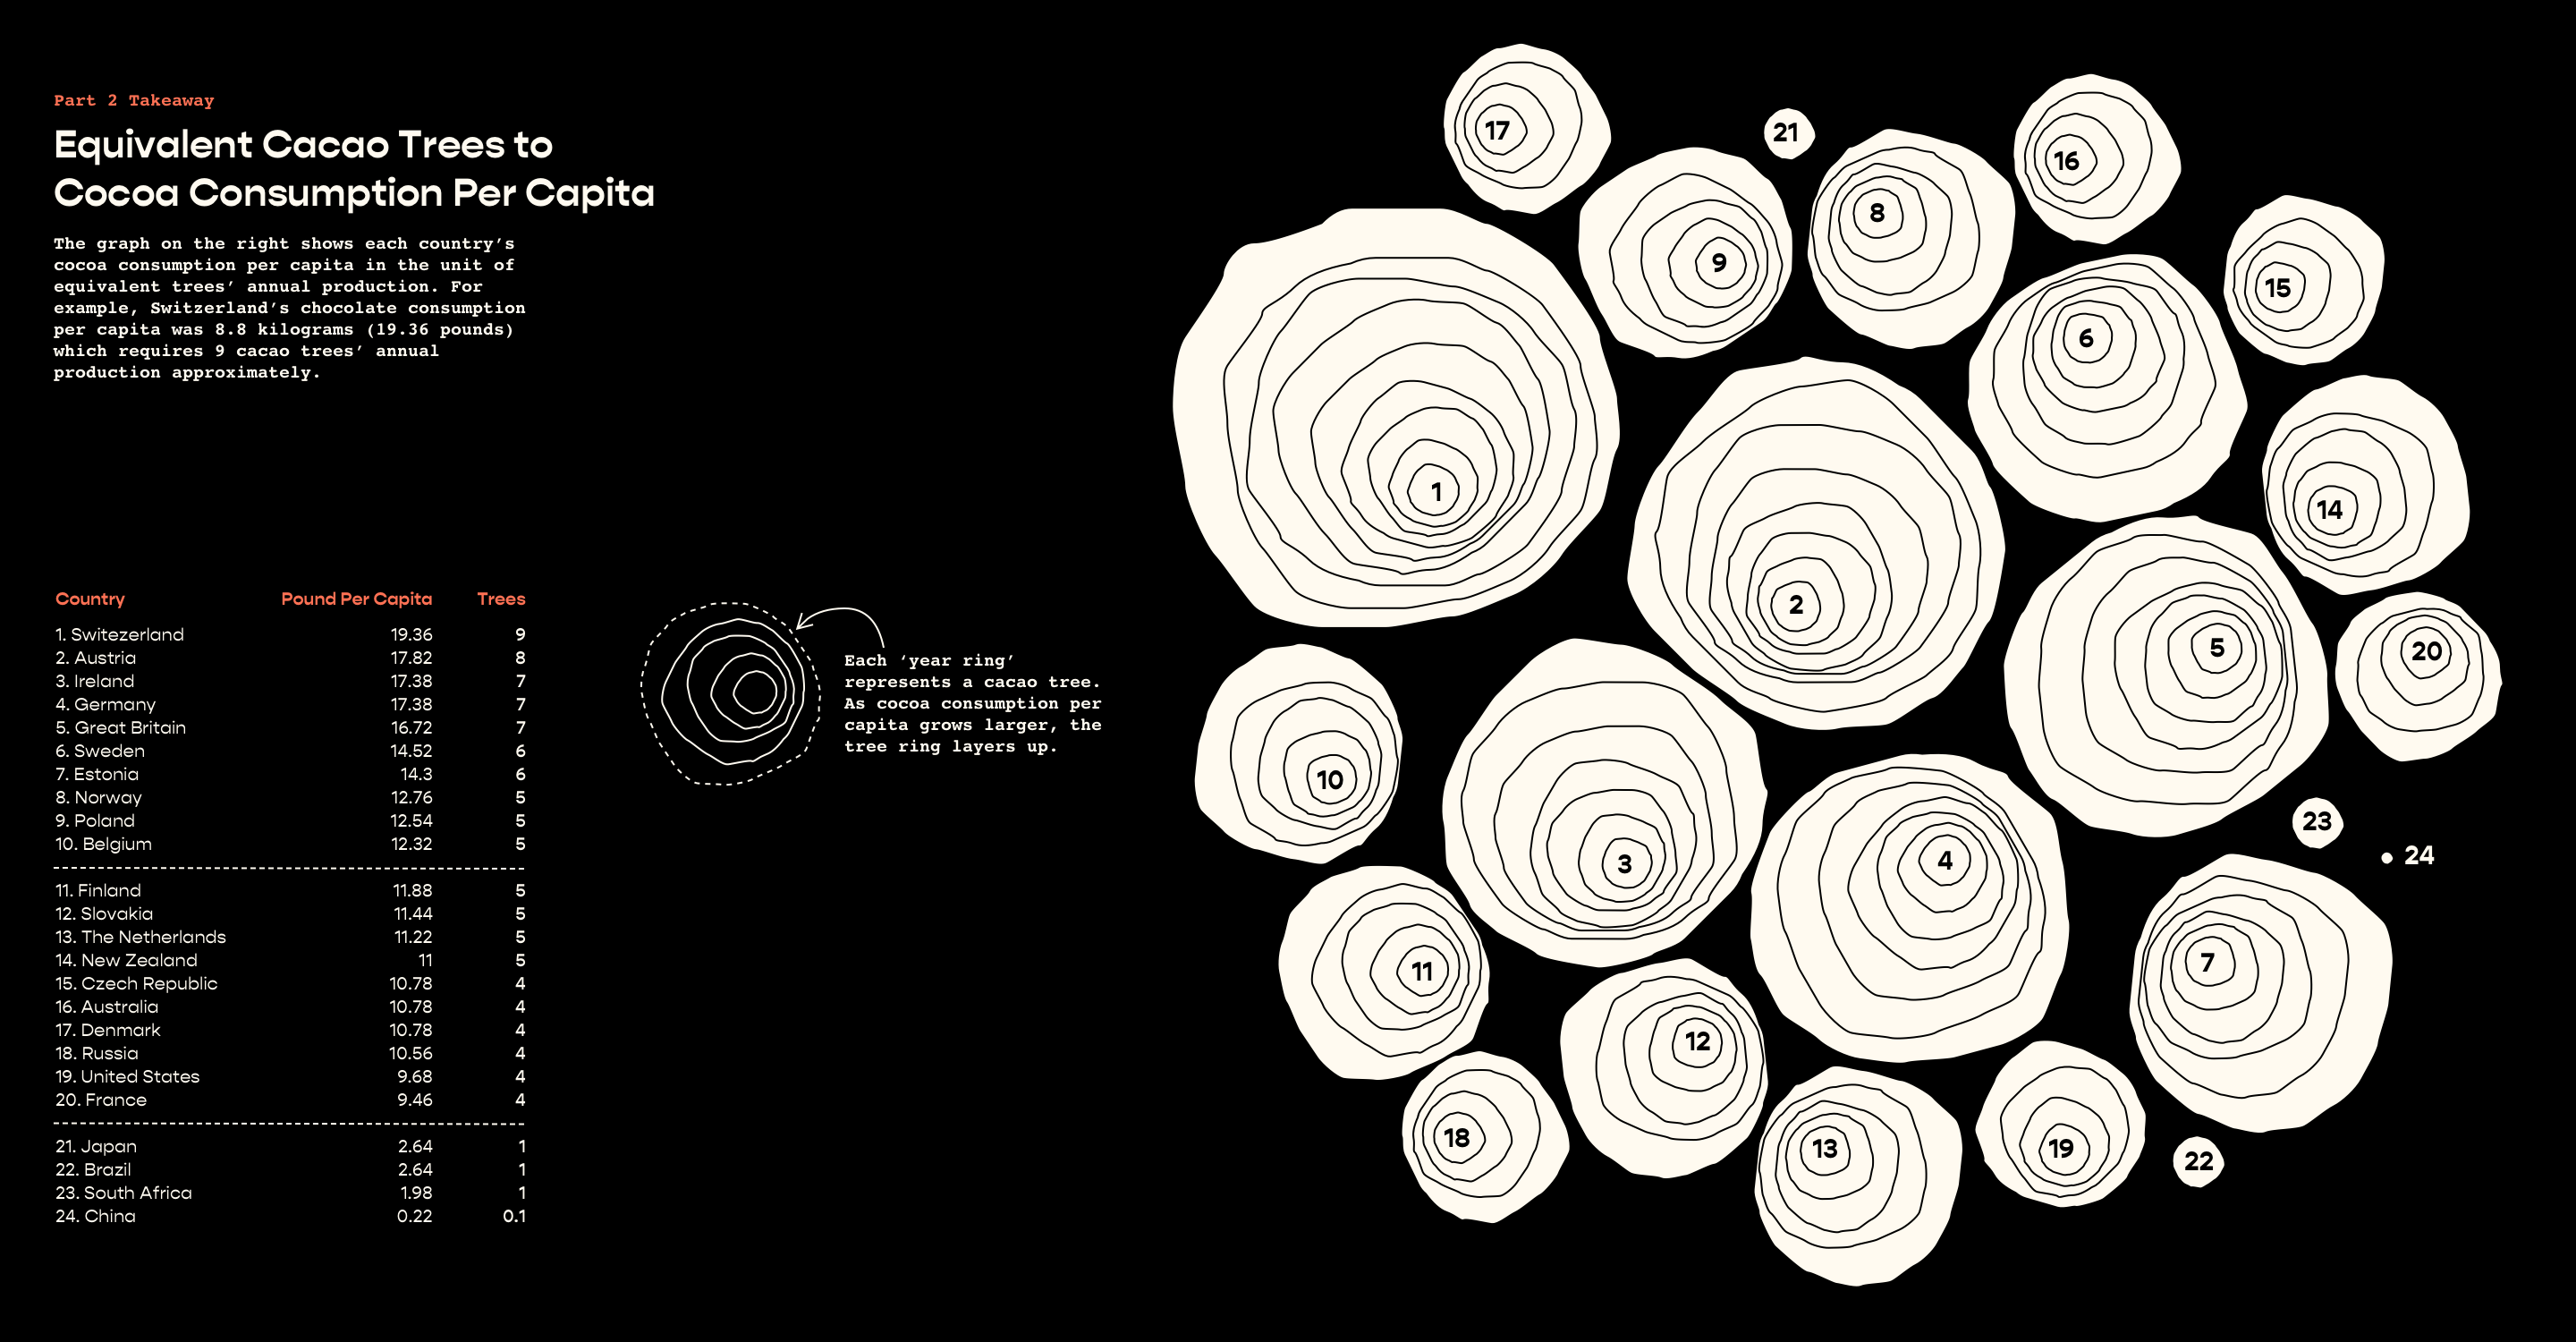 Part 2 Takeaway
Equivalent Cacao Trees to
Cocoa Consumption Per Capita
The graph on the right shows each country’s
cocoa consumption per capita in the unit of
equivalent trees’ annual production. For
example, Switzerland’s chocolate consumption
per capita was 8.8 kilograms (19.36 pounds)
which requires 9 cacao trees’ annual
production approximately.
Country Pound Per Capita Trees
1. Switezerland 19.36 9
2. Austria 17.82 8
3. Ireland 17.38 7
4. Germany 17.38 7
5. Great Britain 16.72 7
6. Sweden 14.52 6
7. Estonia 14.3 6
8. Norway 12.76 5
9. Poland 12.54 5
10. Belgium 12.32 5
11. Finland 11.88 5
12. Slovakia 11.44 5
13. The Netherlands 11.22 5
14. New Zealand 11 5
15. Czech Republic 10.78 4
16. Australia 10.78 4
17. Denmark 10.78 4
18. Russia 10.56 4
19. United States 9.68 4
20. France 9.46 4
21. Japan 2.64 1
22. Brazil 2.64 1
23. South Africa 1.98 1
24. China 0.22 0.1
Each ‘year ring’
represents a cacao tree.
As cocoa consumption per
capita grows larger, the
tree ring layers up.
17
21
16
8
9
15
6
1
14
2
5
20
10
23
24
4
3
7
11
12
18
13
19
22